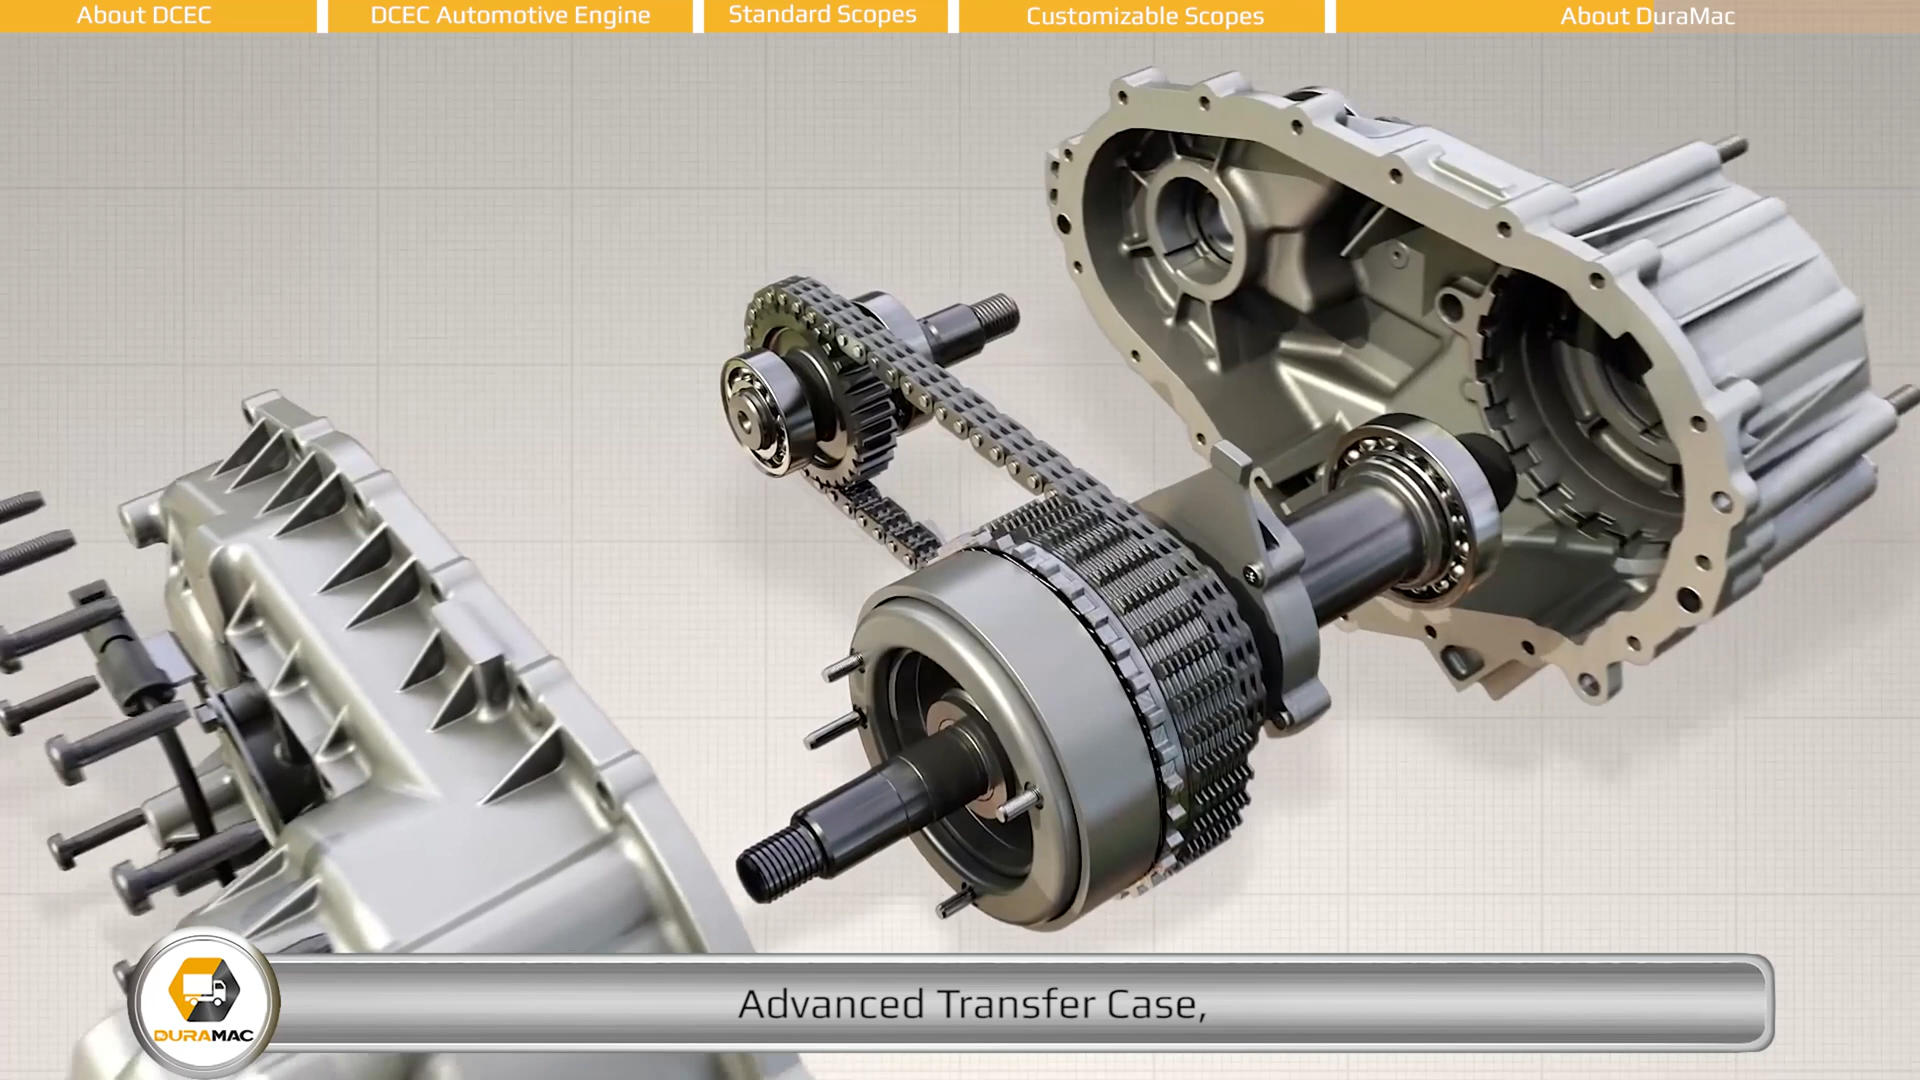 About DCEC
DCEC Automotive Engine
Standard Scopes
Customizable Scopes
About DuraMac
Advanced Transfer Case,
DURAMAC